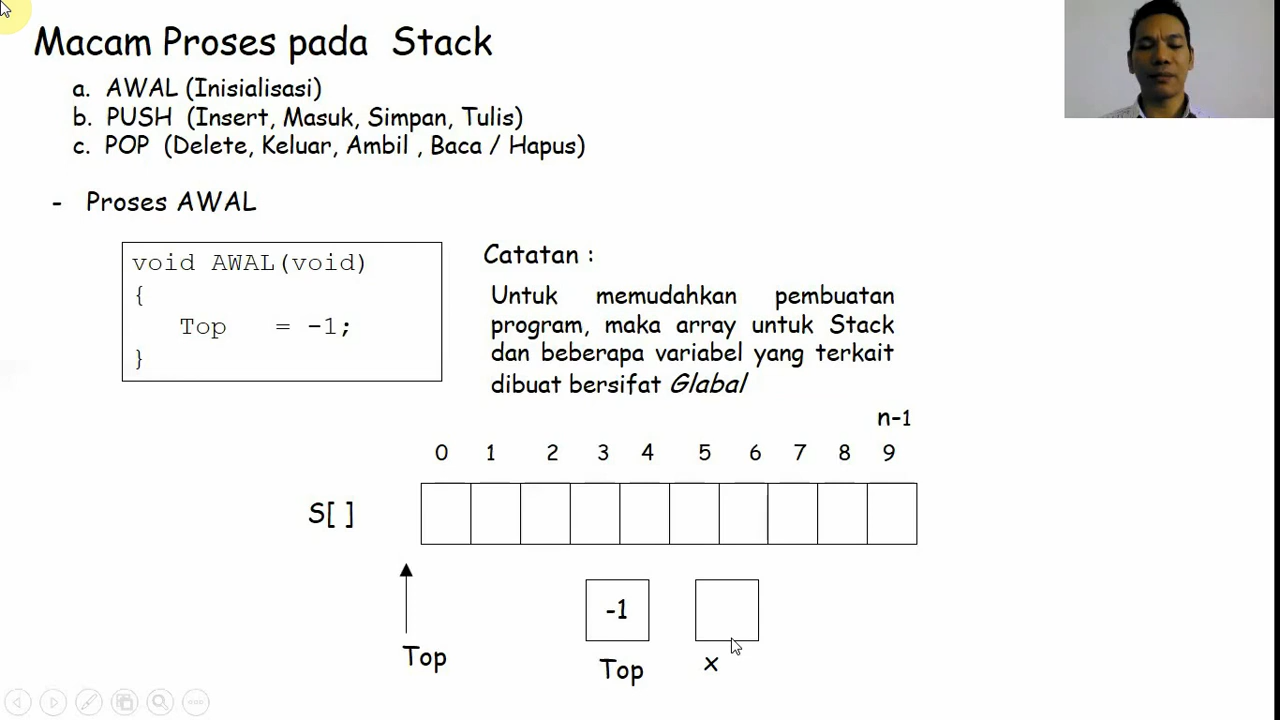 Macam Proses pada Stack
a. AWAL (Inisialisasi)
b. PUSH (Insert, Masuk, Simpan, Tulis)
c. POP (Delete, Keluar, Ambil , Baca / Hapus)
- Proses AWAL
void AWAL(void)
{
Top = -1;
}
Catatan :
Untuk memudahkan pembuatan
program, maka array untuk Stack
dan beberapa variabel yang terkait
dibuat bersifat Glabal
n-1
0 1 2 3 4 5 6 7 8 9
S[ ]
-1
Top
Top
x